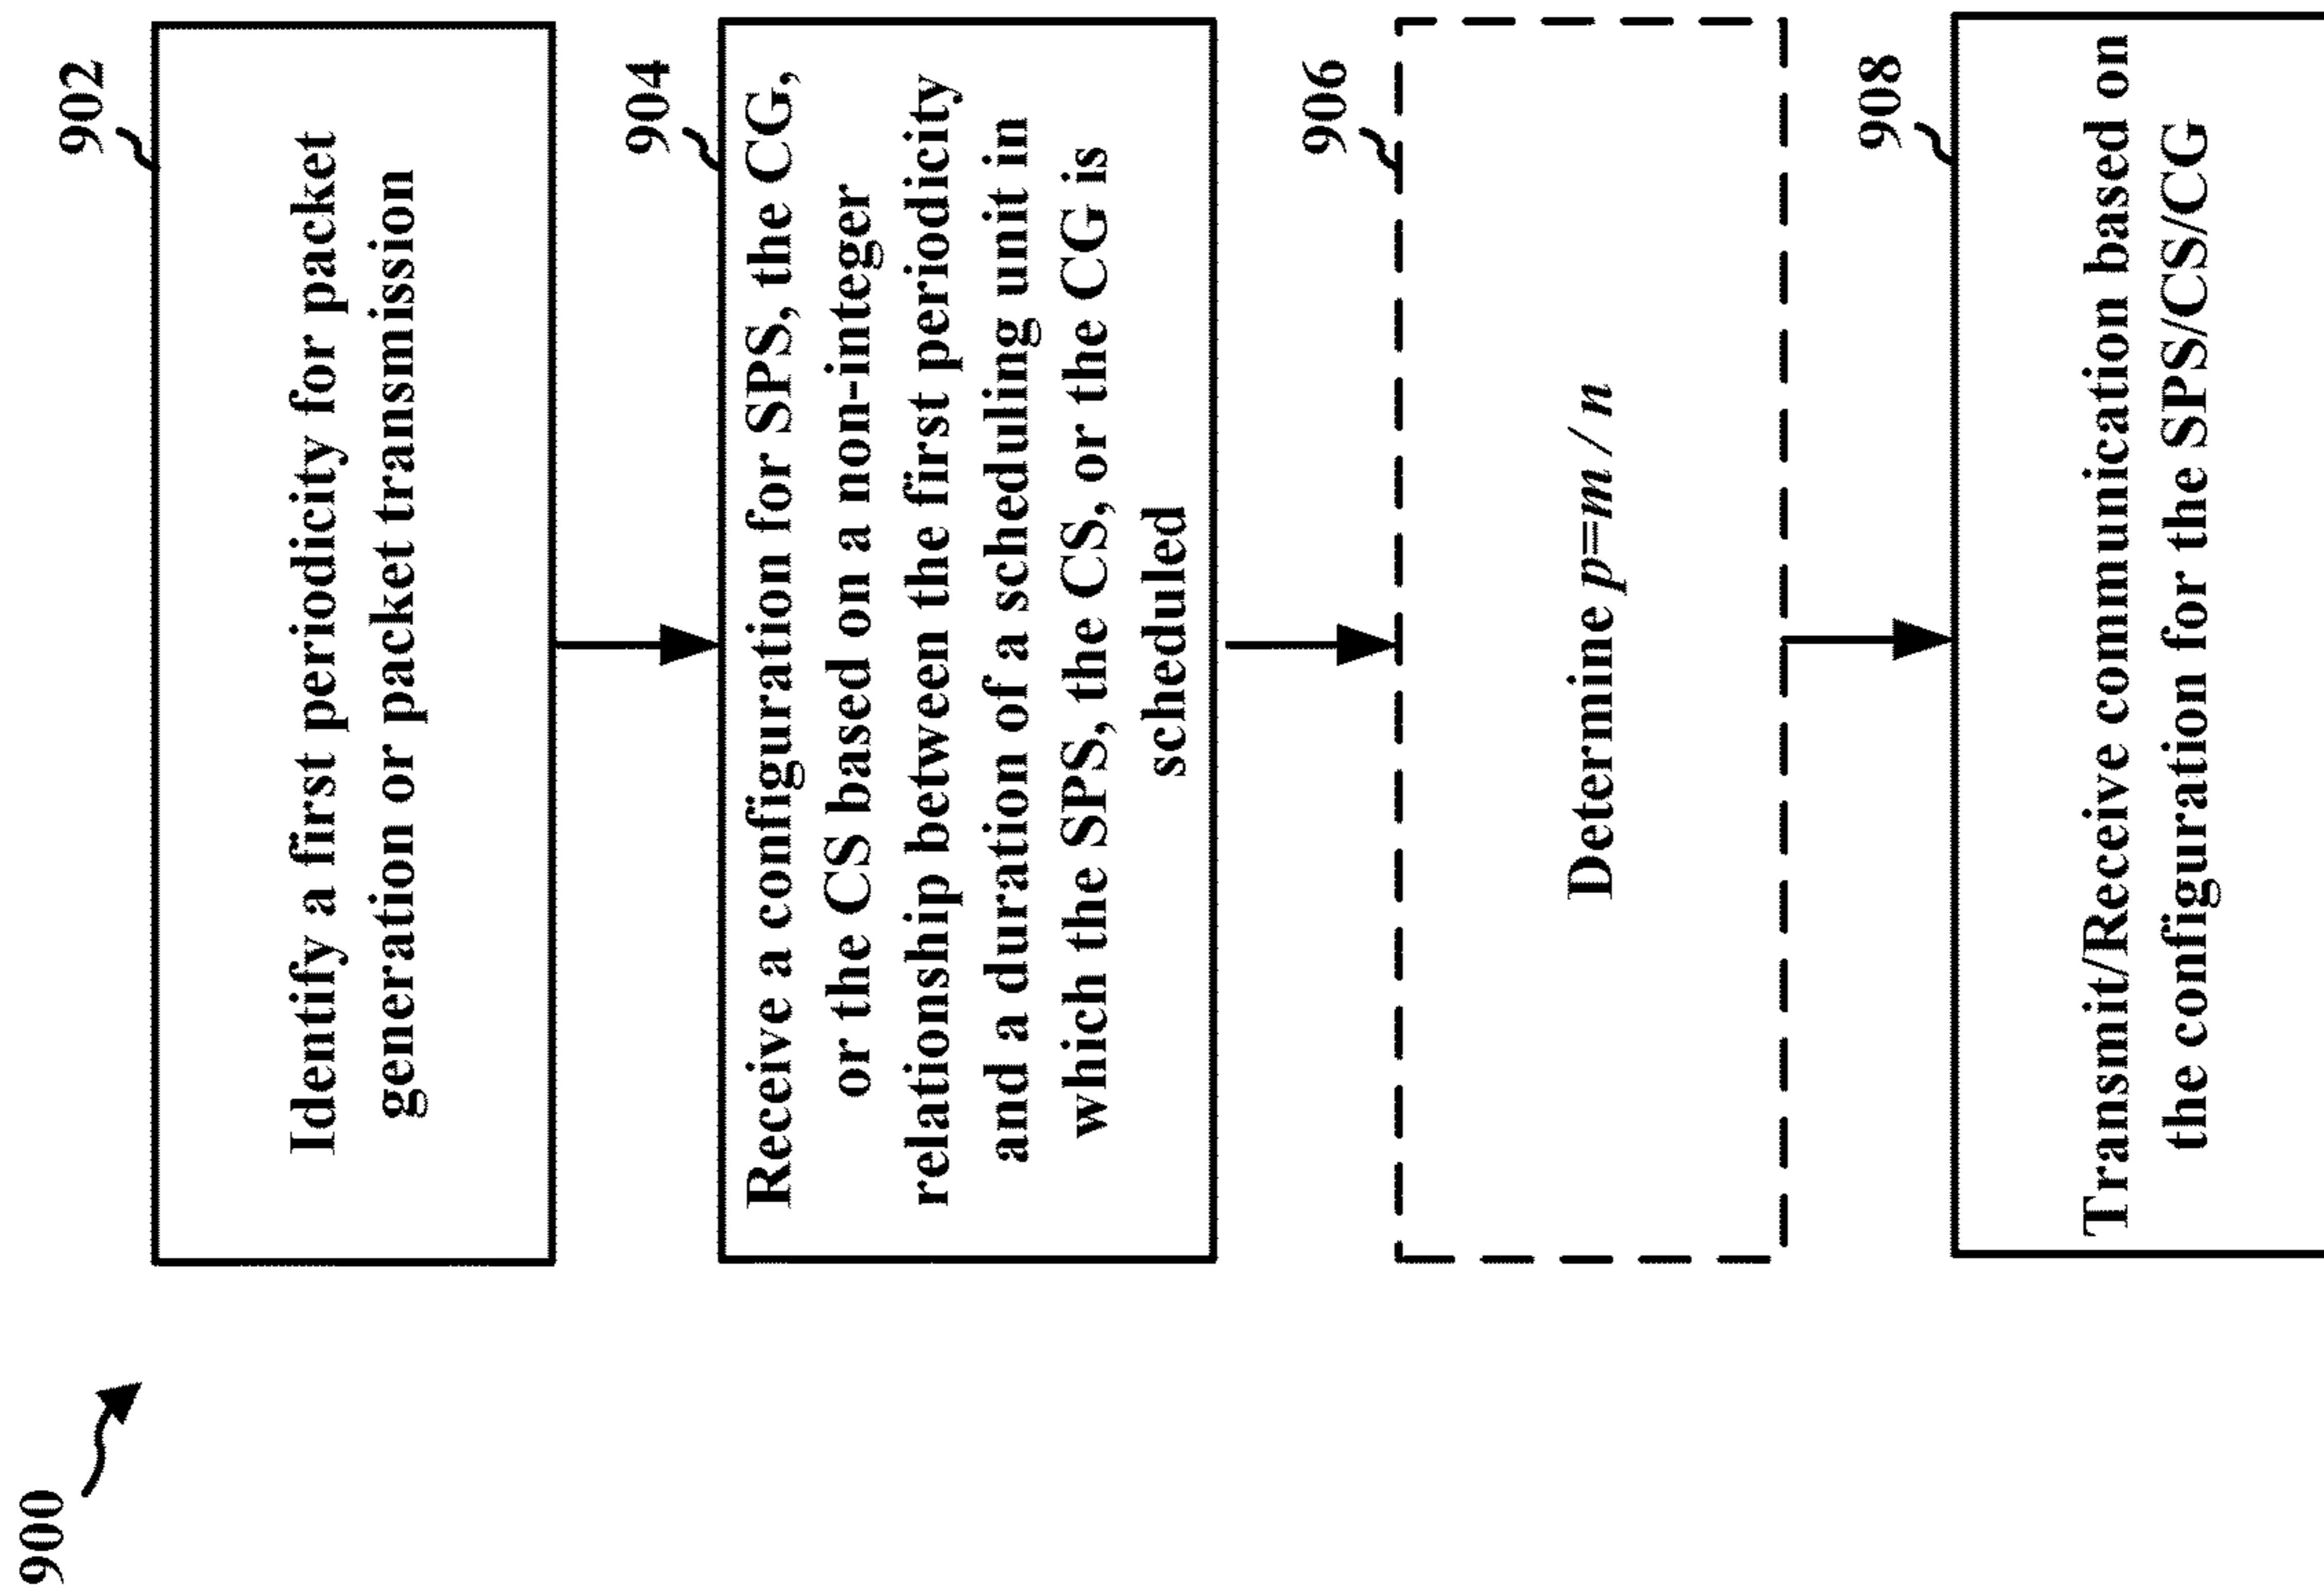 900
902
Identify a first periodicity for packet
generation or packet transmission
904
Receive a configuration for SPS, the CG,
or the CS based on a non-integer
relationship between the first periodicity
and a duration of a scheduling unit in
which the SPS, the CS, or the CG is
scheduled
906
Determine p=m / n
908
Transmit/Receive communication based on
the configuration for the SPS/CS/CG